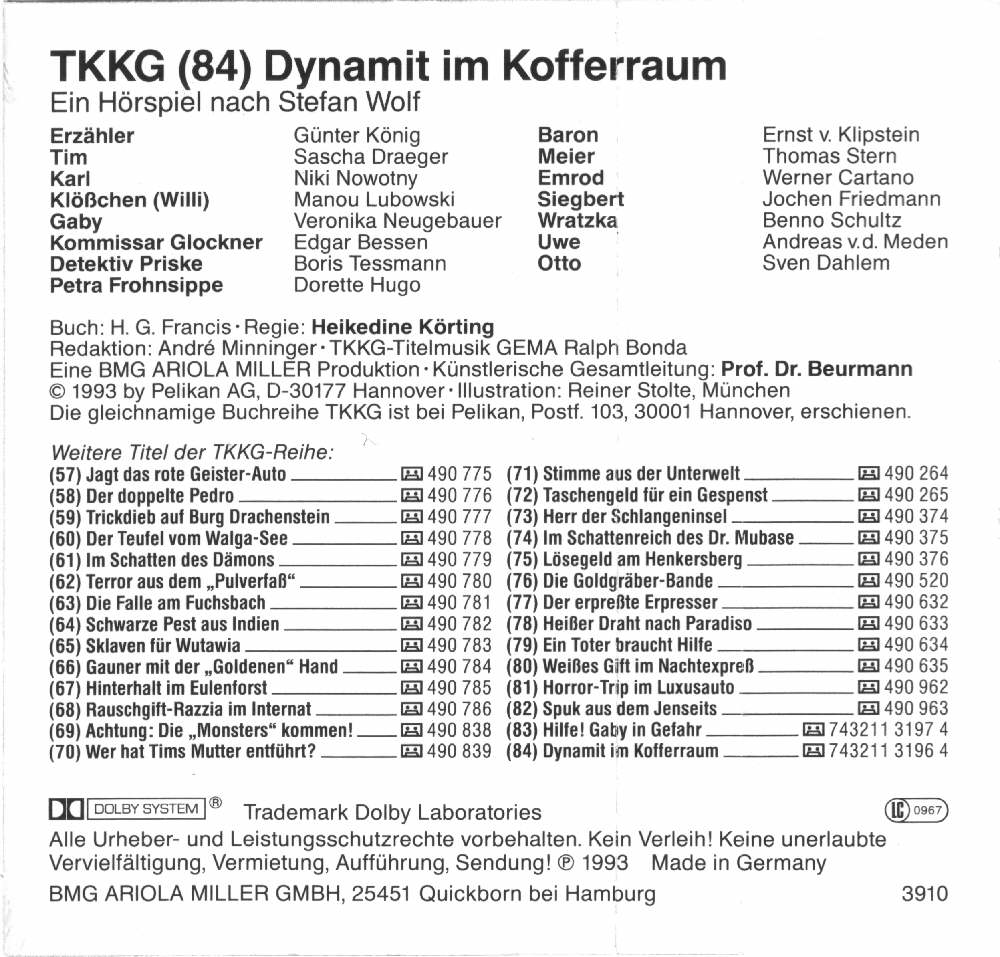 TKKG (84) Dynamit im Kofferraum
Ein Hörspiel nach Stefan Wolf
Erzähler Günter König Baron Ernst v. Klipstein
Tim Sascha Draeger Meier Thomas Stern
Karl Niki Nowotny Emrod Werner Cartano
Klößchen (Willi) Manou Lubowski Siegbert Jochen Friedmann
Gaby Veronika Neugebauer Wratzka Benno Schultz
Kommissar Glockner Edgar Bessen Uwe Andreas v.d. Meden
Detektiv Priske Boris Tessmann Otto Sven Dahlem
Petra Frohnsippe Dorette Hugo
Buch: H. G. Francis · Regie: Heikedine Körting
Redaktion: André Minninger · TKKG-Titelmusik GEMA Ralph Bonda
Eine BMG ARIOLA MILLER Produktion · Künstlerische Gesamtleitung: Prof. Dr. Beurmann
© 1993 by Pelikan AG, D-30177 Hannover · Illustration: Reiner Stolte, München
Die gleichnamige Buchreihe TKKG ist bei Pelikan, Postf. 103, 30001 Hannover, erschienen.
Weitere Titel der TKKG-Reihe:
(57) Jagt das rote Geister-Auto 490 775
(58) Der doppelte Pedro 490 776
(59) Trickdieb auf Burg Drachenstein 490 777
(60) Der Teufel vom Walga-See 490 778
(61) Im Schatten des Dämons 490 779
(62) Terror aus dem „Pulverfaß“ 490 780
(63) Die Falle am Fuchsbach 490 781
(64) Schwarze Pest aus Indien 490 782
(65) Sklaven für Wutawia 490 783
(66) Gauner mit der „Goldenen“ Hand 490 784
(67) Hinterhalt im Eulenforst 490 785
(68) Rauschgift-Razzia im Internat 490 786
(69) Achtung: Die „Monsters“ kommen! 490 838
(70) Wer hat Tims Mutter entführt? 490 839
(71) Stimme aus der Unterwelt 490 264
(72) Taschengeld für ein Gespenst 490 265
(73) Herr der Schlangeninsel 490 374
(74) Im Schattenreich des Dr. Mubase 490 375
(75) Lösegeld am Henkersberg 490 376
(76) Die Goldgräber-Bande 490 520
(77) Der erpreßte Erpresser 490 632
(78) Heißer Draht nach Paradiso 490 633
(79) Ein Toter braucht Hilfe 490 634
(80) Weißes Gift im Nachtexpreß 490 635
(81) Horror-Trip im Luxusauto 490 962
(82) Spuk aus dem Jenseits 490 963
(83) Hilfe! Gaby in Gefahr 743211 3197 4
(84) Dynamit im Kofferraum 743211 3196 4
DOLBY SYSTEM ® Trademark Dolby Laboratories LC 0967
Alle Urheber- und Leistungsschutzrechte vorbehalten. Kein Verleih! Keine unerlaubte
Vervielfältigung, Vermietung, Aufführung, Sendung! ℗ 1993 Made in Germany
BMG ARIOLA MILLER GMBH, 25451 Quickborn bei Hamburg 3910